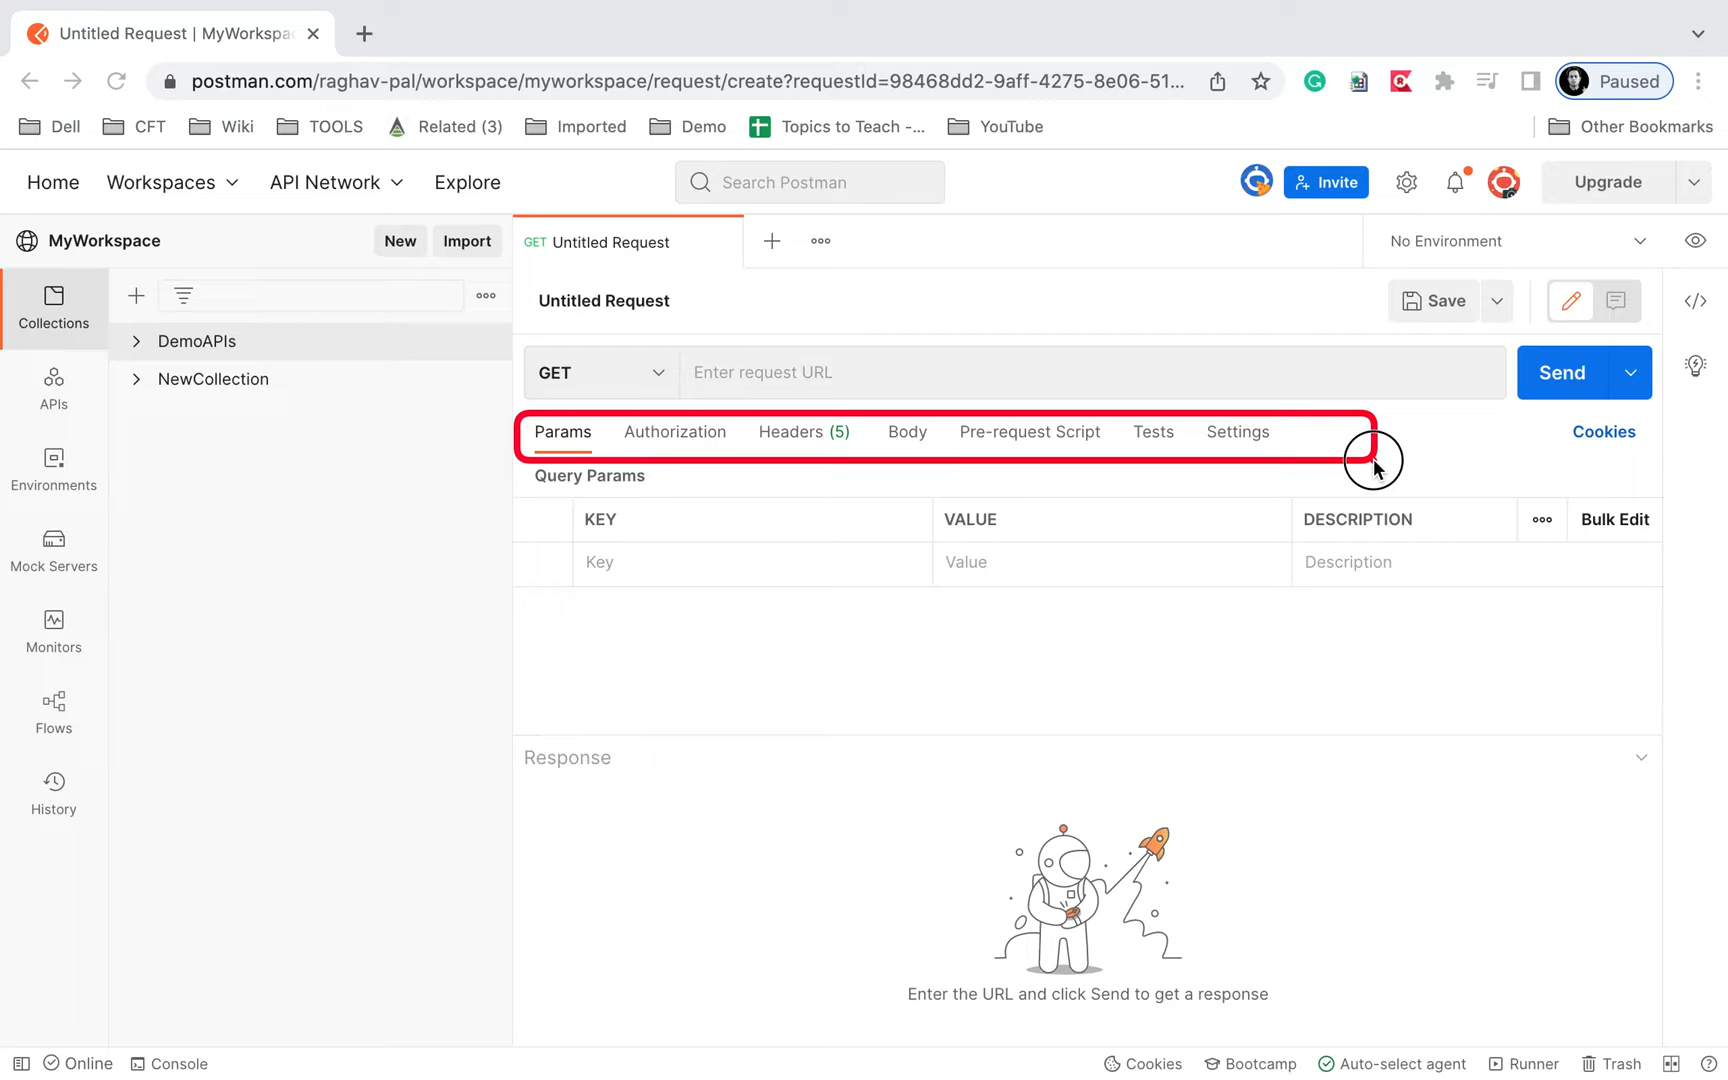 Untitled Request | MyWorkspa
postman.com/raghav-pal/workspace/myworkspace/request/create?requestId=98468dd2-9aff-4275-8e06-51...
Paused
Dell
CFT
Wiki
TOOLS
Related (3)
Imported
Demo
Topics to Teach -...
YouTube
Other Bookmarks
Home
Workspaces
API Network
Explore
Search Postman
Invite
Upgrade
MyWorkspace
New
Import
GET Untitled Request
No Environment
Collections
APIs
Environments
Mock Servers
Monitors
Flows
History
DemoAPIs
NewCollection
Untitled Request
Save
GET
Enter request URL
Send
Params
Authorization
Headers (5)
Body
Pre-request Script
Tests
Settings
Cookies
Query Params
KEY
VALUE
DESCRIPTION
Bulk Edit
Key
Value
Description
Response
Enter the URL and click Send to get a response
Online
Console
Cookies
Bootcamp
Auto-select agent
Runner
Trash